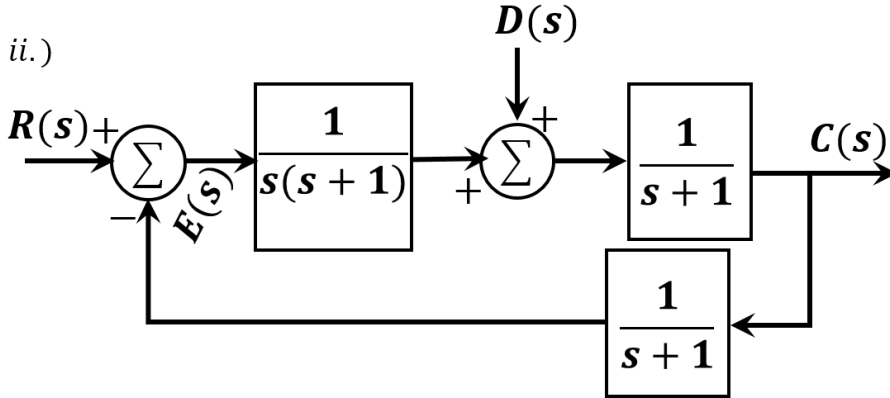 ii.)
D(s)
R(s) + 1/s(s + 1) + 1/s + 1 C(s)
Σ Σ
− E(s) +
1/s + 1